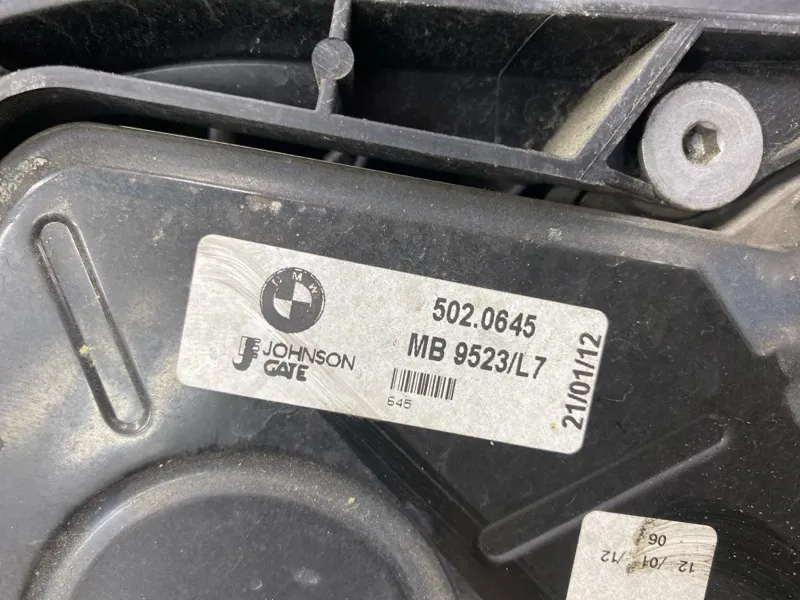 BMW
502.0645
JOHNSON
GATE
MB 9523/L7
645
21/01/12
06
12 /01 /12